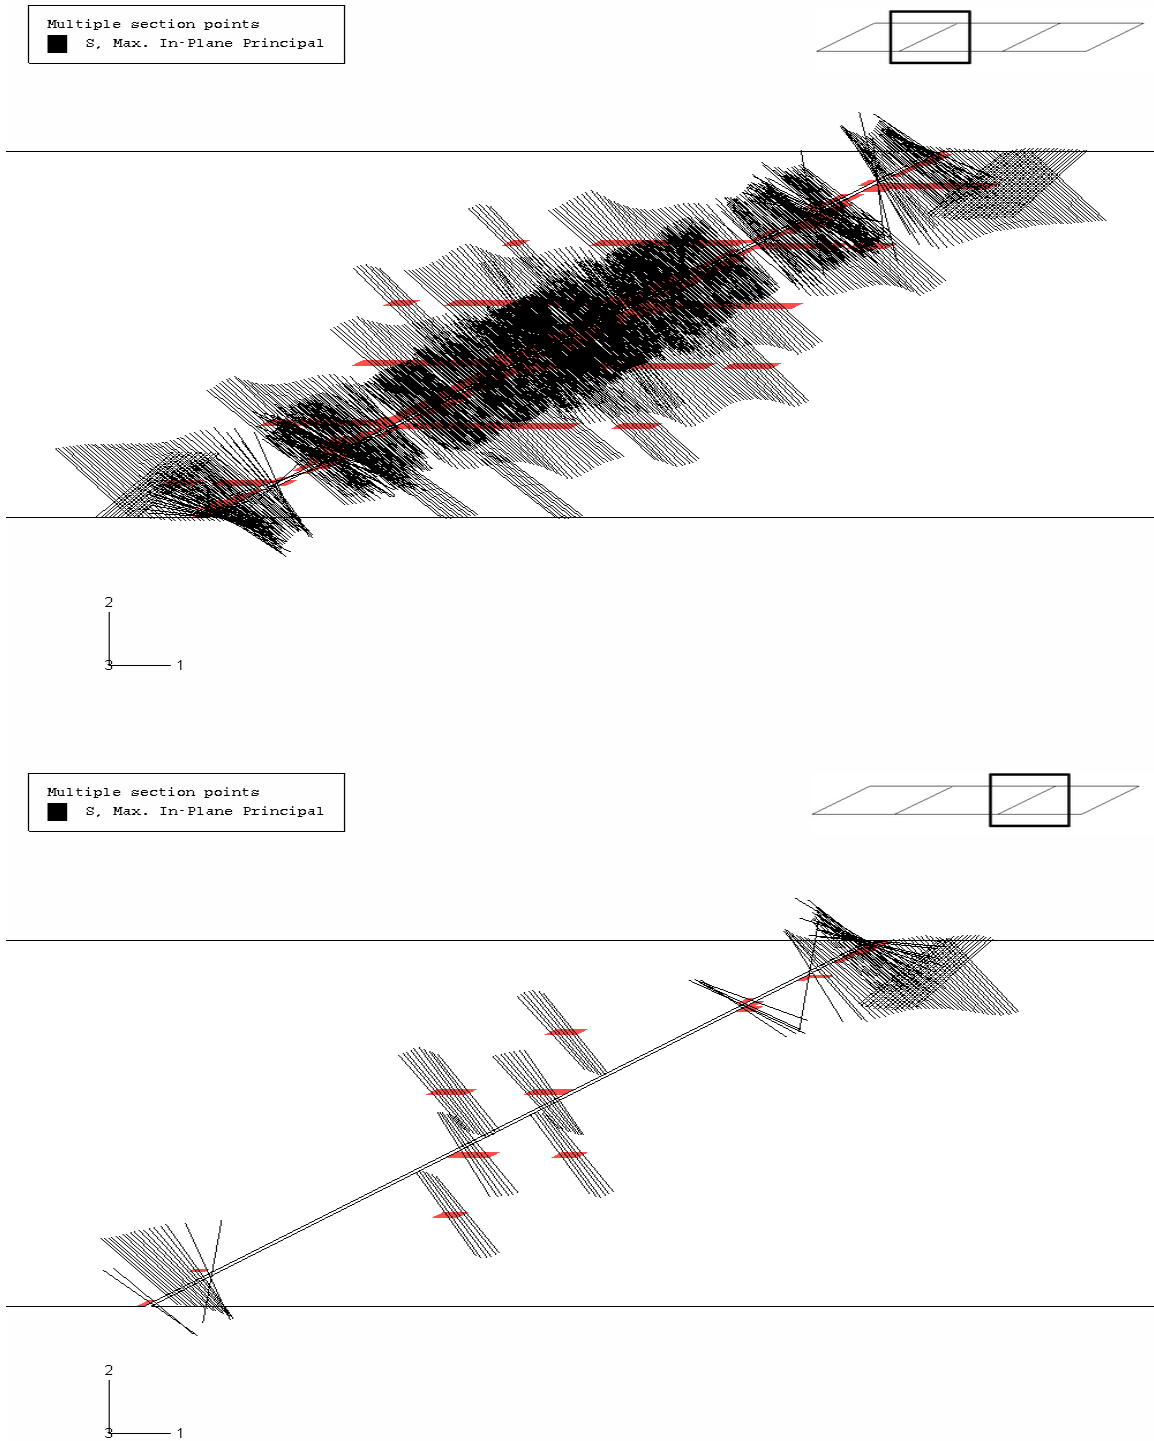 Multiple section points
S, Max. In-Plane Principal
2
3
1
Multiple section points
S, Max. In-Plane Principal
2
3
1